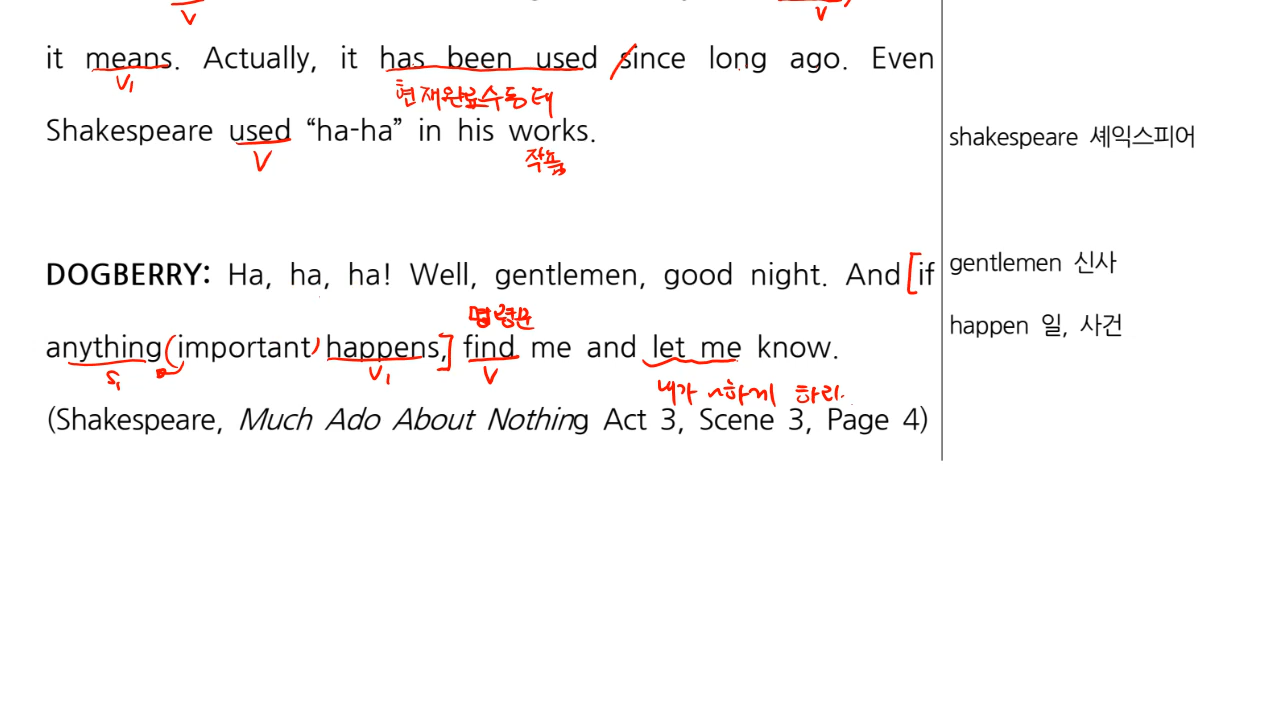 V V
it means. Actually, it has been used since long ago. Even
V1
현재완료수동태
Shakespeare used “ha-ha” in his works.
V 작품
shakespeare 셰익스피어
DOGBERRY: Ha, ha, ha! Well, gentlemen, good night. And [if
gentlemen 신사
명령문
happen 일, 사건
anything (important) happens,] find me and let me know.
S1 V1 V
내가 ~하게 하라.
(Shakespeare, Much Ado About Nothing Act 3, Scene 3, Page 4)